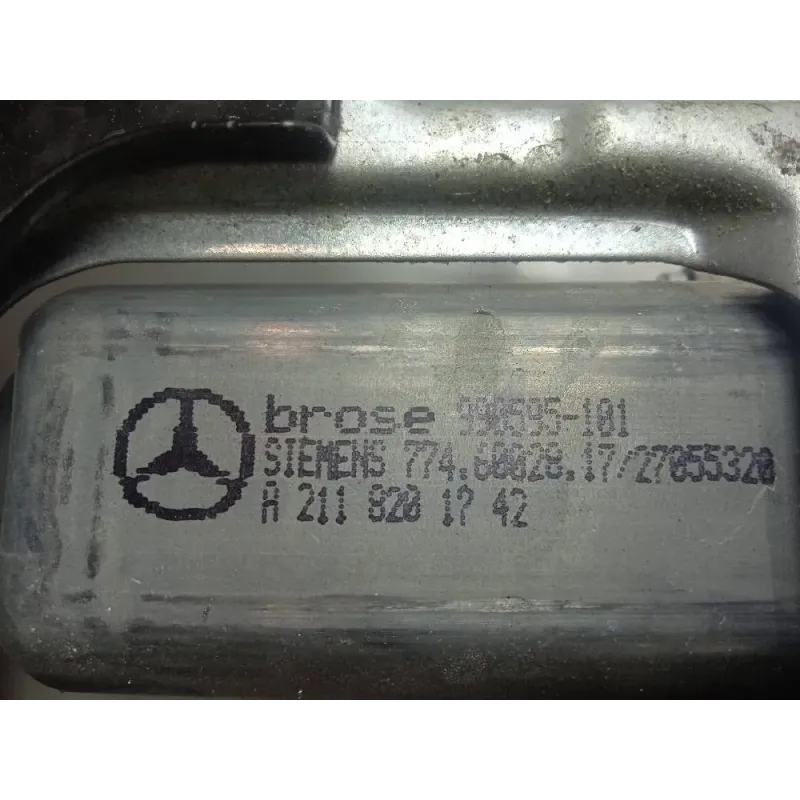 brose 990595-101
SIEMENS 774.60028.17/27055320
A 211 820 17 42